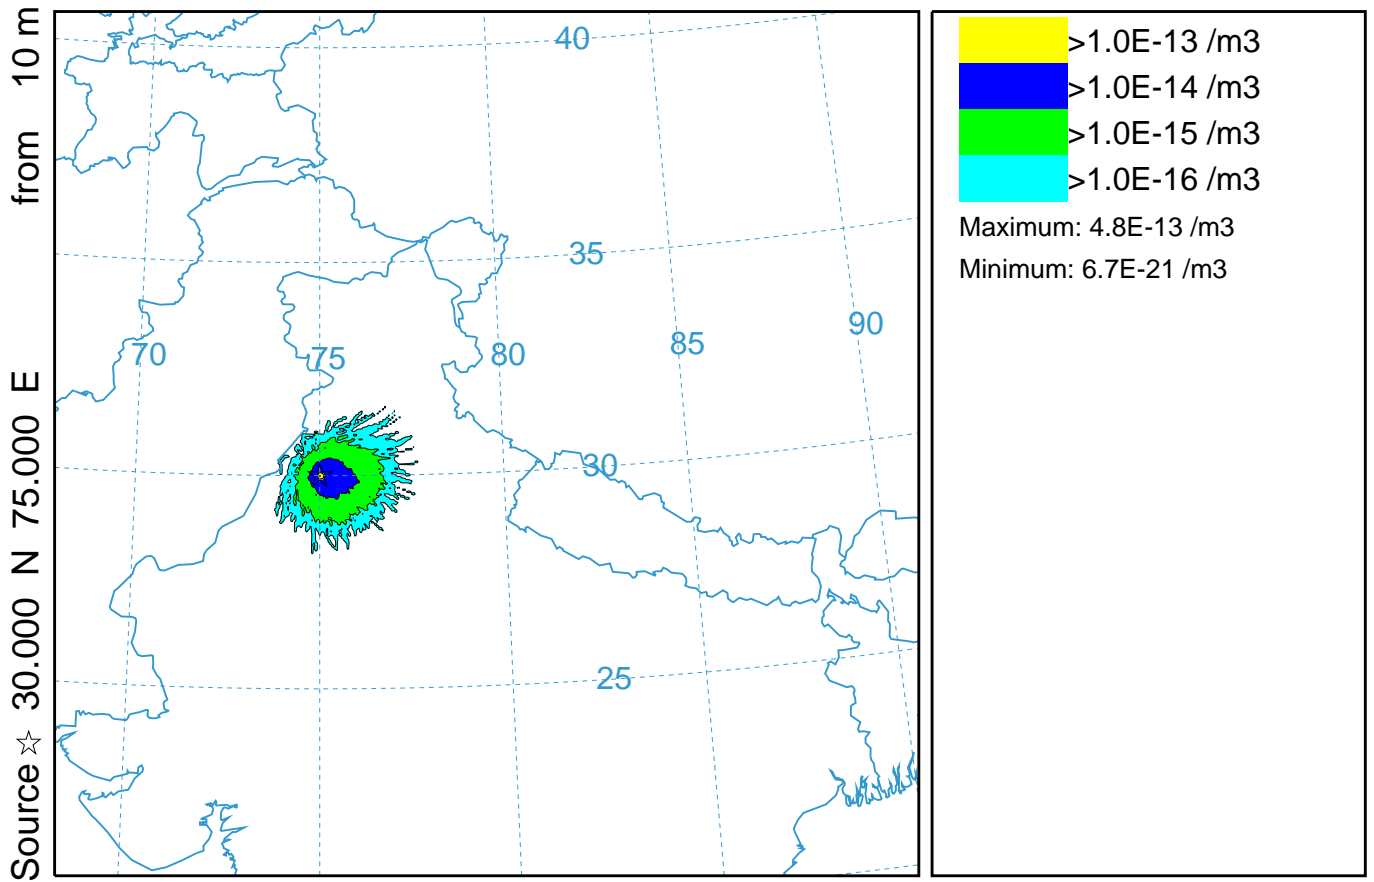 Source ☆ 30.000 N 75.000 E from 10 m
40
35
90
70
75
80
85
30
25
>1.0E-13 /m3
>1.0E-14 /m3
>1.0E-15 /m3
>1.0E-16 /m3
Maximum: 4.8E-13 /m3
Minimum: 6.7E-21 /m3